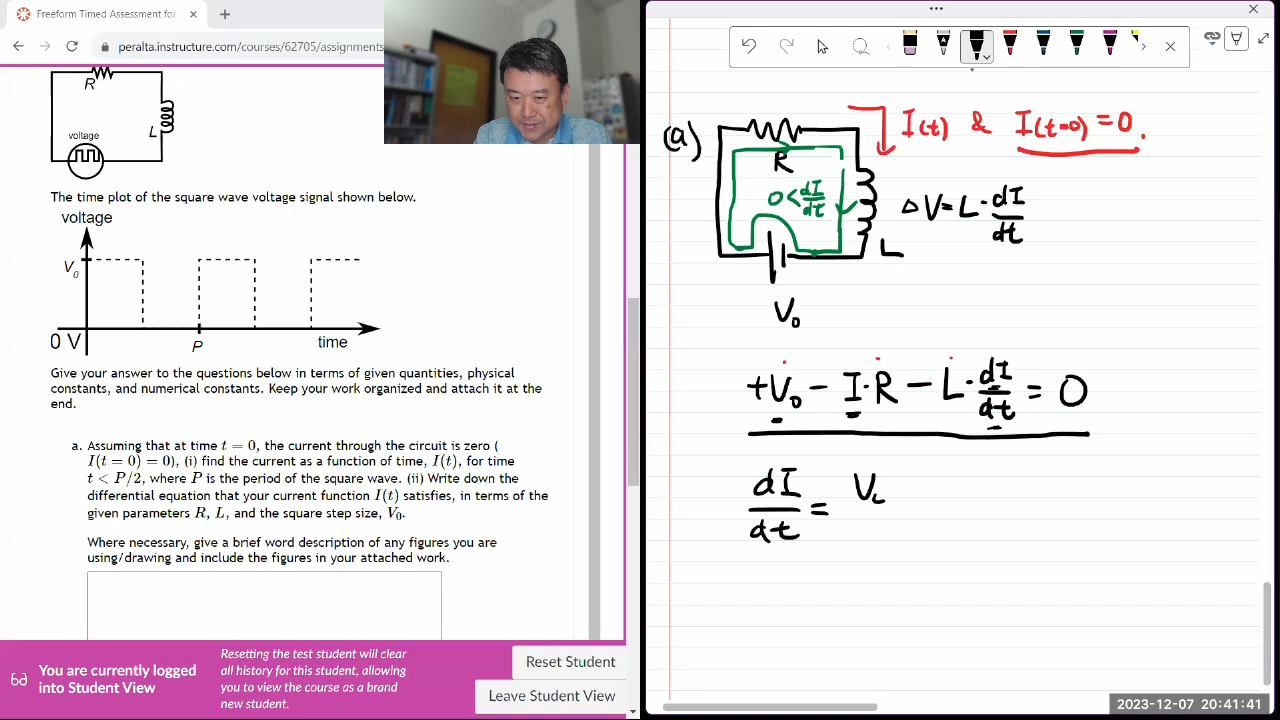 Freeform Timed Assessment for
peralta.instructure.com/courses/62705/assignments
R
L
voltage
The time plot of the square wave voltage signal shown below.
voltage
V₀
0 V
P
time
Give your answer to the questions below in terms of given quantities, physical
constants, and numerical constants. Keep your work organized and attach it at the
end.
a. Assuming that at time t = 0, the current through the circuit is zero (
I(t = 0) = 0), (i) find the current as a function of time, I(t), for time
t < P/2, where P is the period of the square wave. (ii) Write down the
differential equation that your current function I(t) satisfies, in terms of the
given parameters R, L, and the square step size, V₀.
Where necessary, give a brief word description of any figures you are
using/drawing and include the figures in your attached work.
You are currently logged
into Student View
Resetting the test student will clear
all history for this student, allowing
you to view the course as a brand
new student.
Reset Student
Leave Student View
(a)
I(t) & I(t=0) = 0.
R
0 < dI/dt
ΔV = L · dI/dt
L
V₀
+V₀ − I·R − L· dI/dt = 0
dI/dt = V
2023-12-07 20:41:41